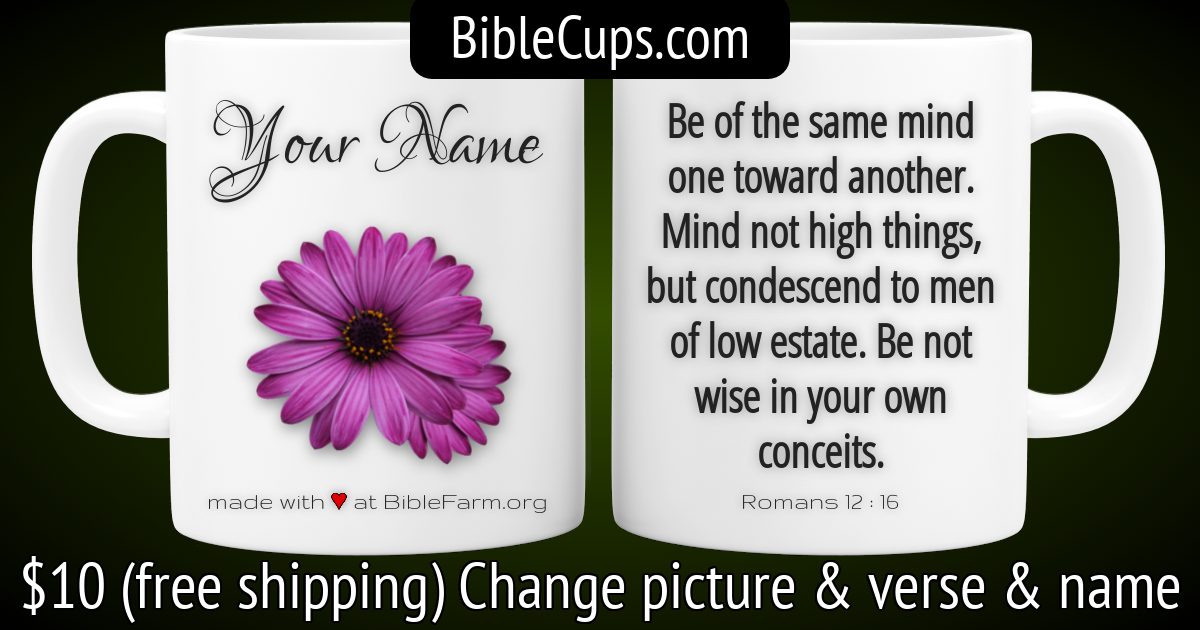 BibleCups.com
Your Name
made with ♥ at BibleFarm.org
Be of the same mind
one toward another.
Mind not high things,
but condescend to men
of low estate. Be not
wise in your own
conceits.
Romans 12 : 16
$10 (free shipping) Change picture & verse & name